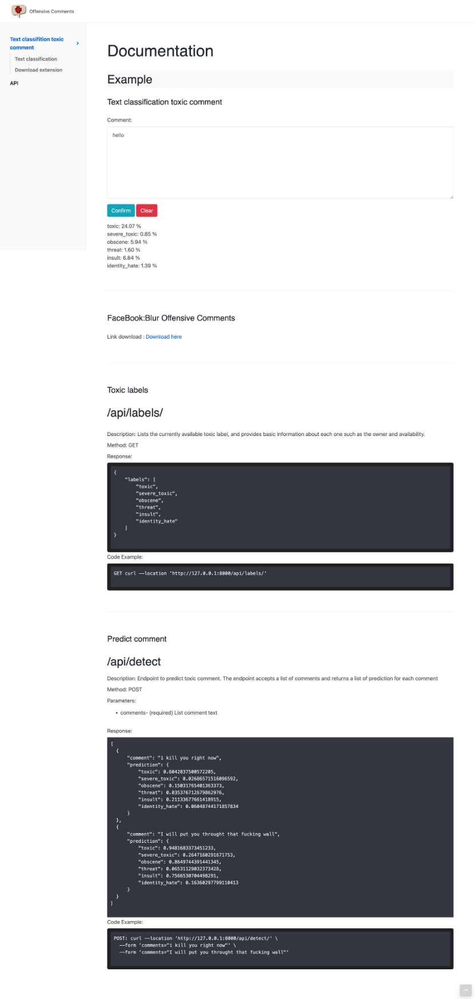 Offensive Comments
Text classifition toxic
comment
Text classification
Download extension
API
Documentation
Example
Text classification toxic comment
Comment:
hello
Confirm Clear
toxic: 24.07 %
severe_toxic: 0.85 %
obscene: 5.94 %
threat: 1.60 %
insult: 6.84 %
identity_hate: 1.39 %
FaceBook:Blur Offensive Comments
Link download : Download here
Toxic labels
/api/labels/
Description: Lists the currently available toxic label, and provides basic information about each one such as the owner and availability.
Method: GET
Response:
{
"labels": [
"toxic",
"severe_toxic",
"obscene",
"threat",
"insult",
"identity_hate"
]
}
Code Example:
GET curl --location 'http://127.0.0.1:8000/api/labels/'
Predict comment
/api/detect
Description: Endpoint to predict toxic comment. The endpoint accepts a list of comments and returns a list of prediction for each comment
Method: POST
Parameters:
• comments- (required) List comment text
Response:
[
{
"comment": "i kill you right now",
"prediction": {
"toxic": 0.6042837500572205,
"severe_toxic": 0.02686571516096592,
"obscene": 0.15031765401363373,
"threat": 0.035376712679862976,
"insult": 0.21133677661418915,
"identity_hate": 0.06048744171857834
}
},
{
"comment": "I will put you throught that fucking wall",
"prediction": {
"toxic": 0.9481683373451233,
"severe_toxic": 0.2647160291671753,
"obscene": 0.8649744391441345,
"threat": 0.06531129032373428,
"insult": 0.7566530704498291,
"identity_hate": 0.16360297799110413
}
}
]
Code Example:
POST: curl --location 'http://127.0.0.1:8000/api/detect/' \
--form 'comments="i kill you right now"' \
--form 'comments="I will put you throught that fucking wall"'